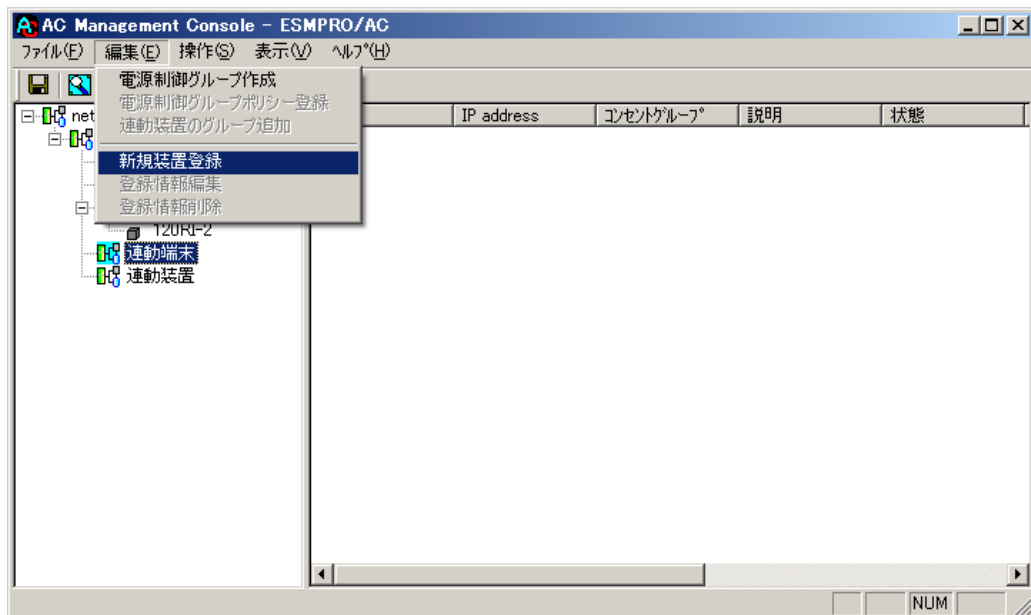 AC Management Console - ESMPRO/AC
ファイル(F) 編集(E) 操作(S) 表示(V) ヘルプ(H)
電源制御グループ作成
電源制御グループポリシー登録
連動装置のグループ追加
新規装置登録
登録情報編集
登録情報削除
IP address コンセントグループ 説明 状態
net
120Ri-2
連動端末
連動装置
NUM